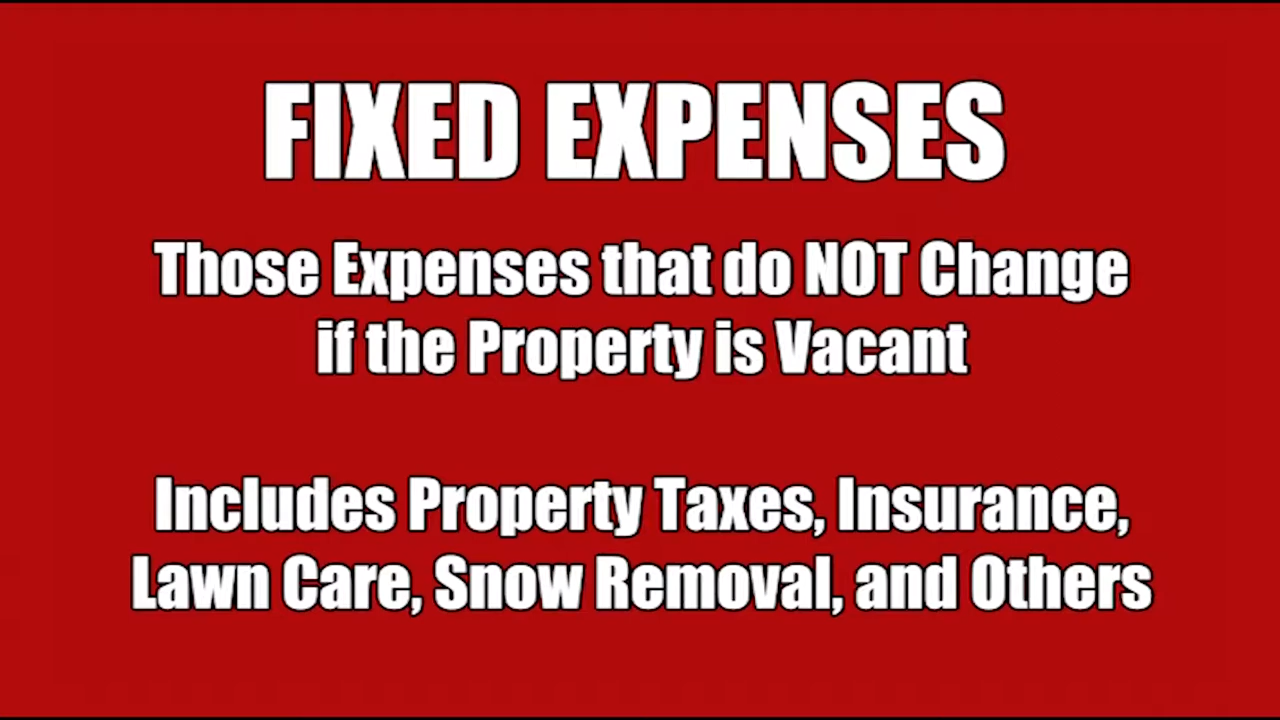 FIXED EXPENSES
Those Expenses that do NOT Change
if the Property is Vacant
Includes Property Taxes, Insurance,
Lawn Care, Snow Removal, and Others